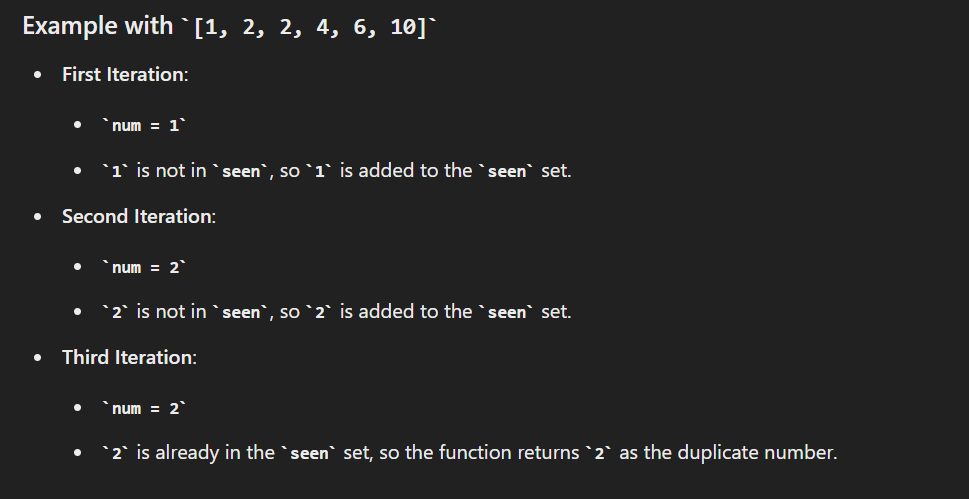 Example with `[1, 2, 2, 4, 6, 10]`
• First Iteration:
• `num = 1`
• `1` is not in `seen`, so `1` is added to the `seen` set.
• Second Iteration:
• `num = 2`
• `2` is not in `seen`, so `2` is added to the `seen` set.
• Third Iteration:
• `num = 2`
• `2` is already in the `seen` set, so the function returns `2` as the duplicate number.